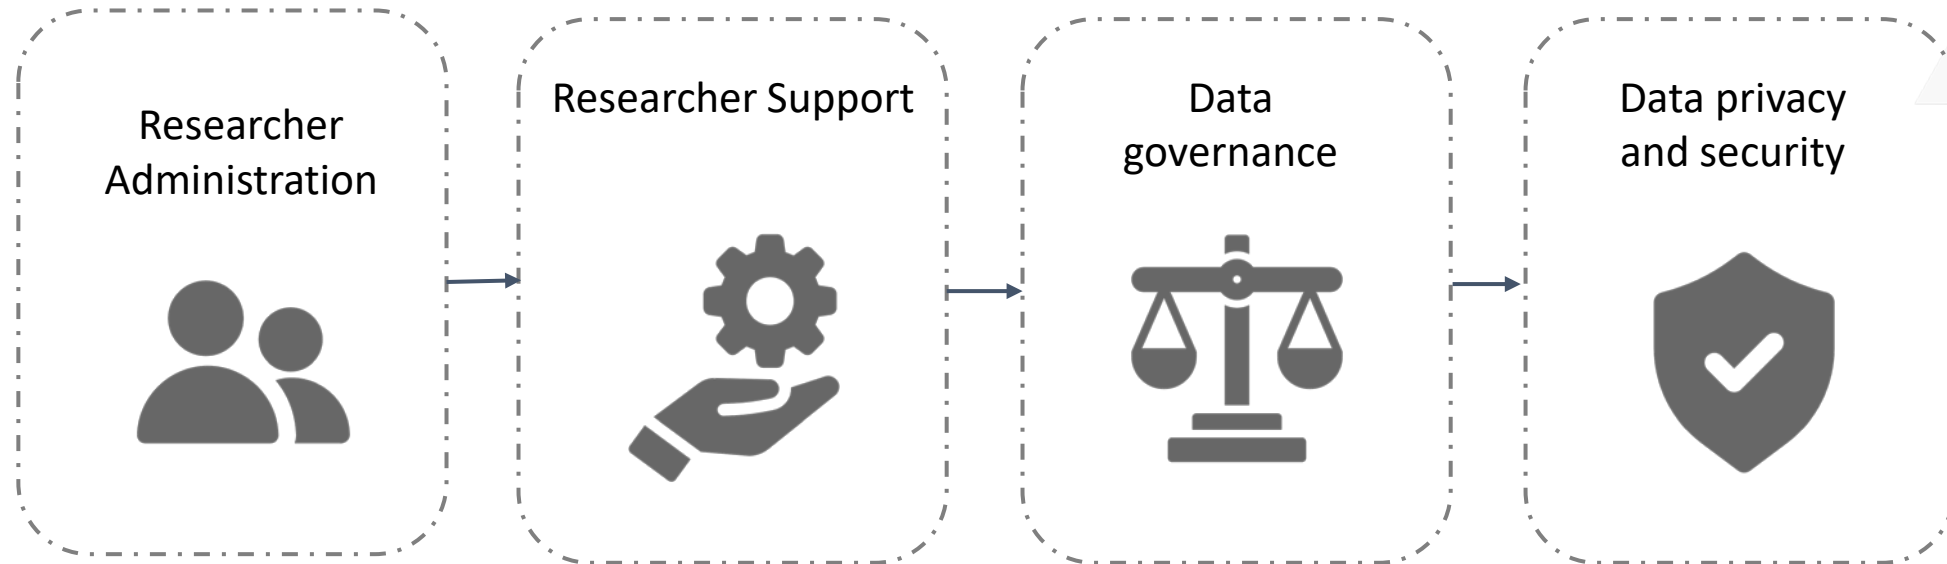 Researcher
Administration
Researcher Support
Data
governance
Data privacy
and security